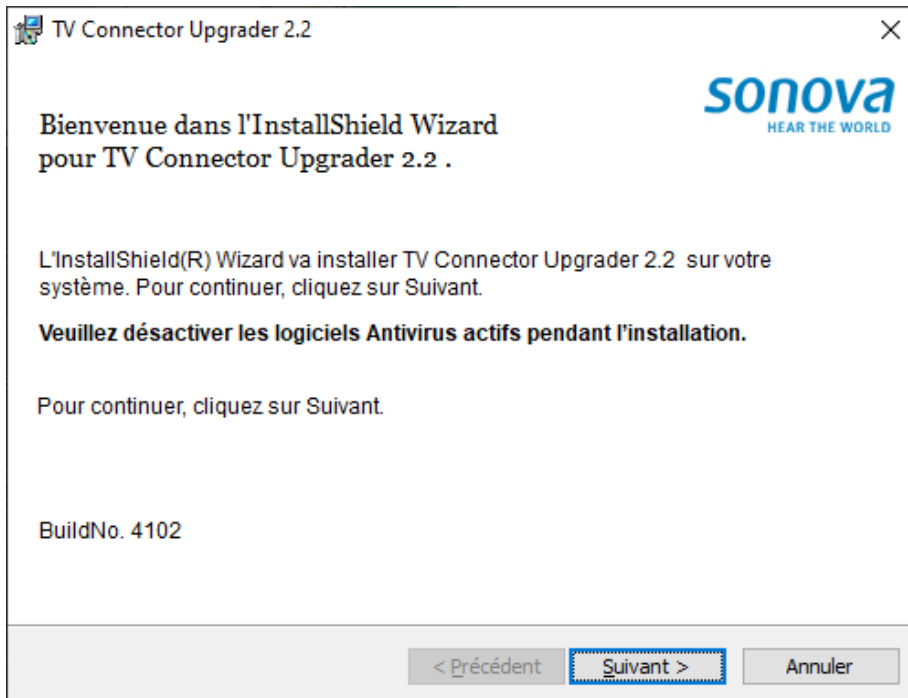 TV Connector Upgrader 2.2
sonova
HEAR THE WORLD
Bienvenue dans l'InstallShield Wizard
pour TV Connector Upgrader 2.2 .
L'InstallShield(R) Wizard va installer TV Connector Upgrader 2.2  sur votre
système. Pour continuer, cliquez sur Suivant.
Veuillez désactiver les logiciels Antivirus actifs pendant l'installation.
Pour continuer, cliquez sur Suivant.
BuildNo. 4102
< Précédent
Suivant >
Annuler